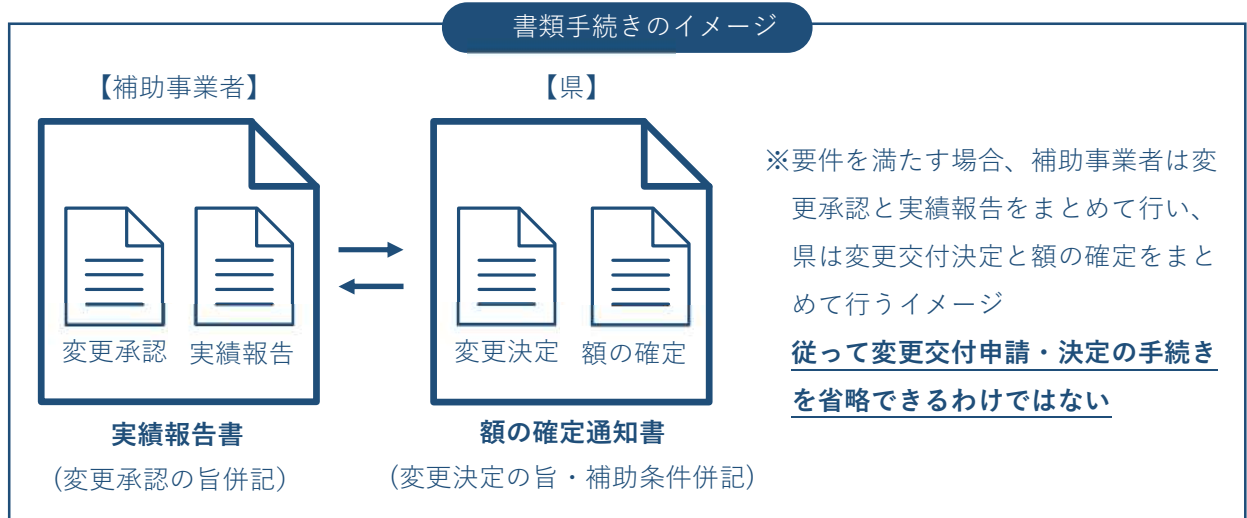 書類手続きのイメージ
【補助事業者】
変更承認
実績報告
実績報告書
(変更承認の旨併記)
【県】
変更決定
額の確定
額の確定通知書
(変更決定の旨・補助条件併記)
※要件を満たす場合、補助事業者は変
更承認と実績報告をまとめて行い、
県は変更交付決定と額の確定をまと
めて行うイメージ
従って変更交付申請・決定の手続き
を省略できるわけではない